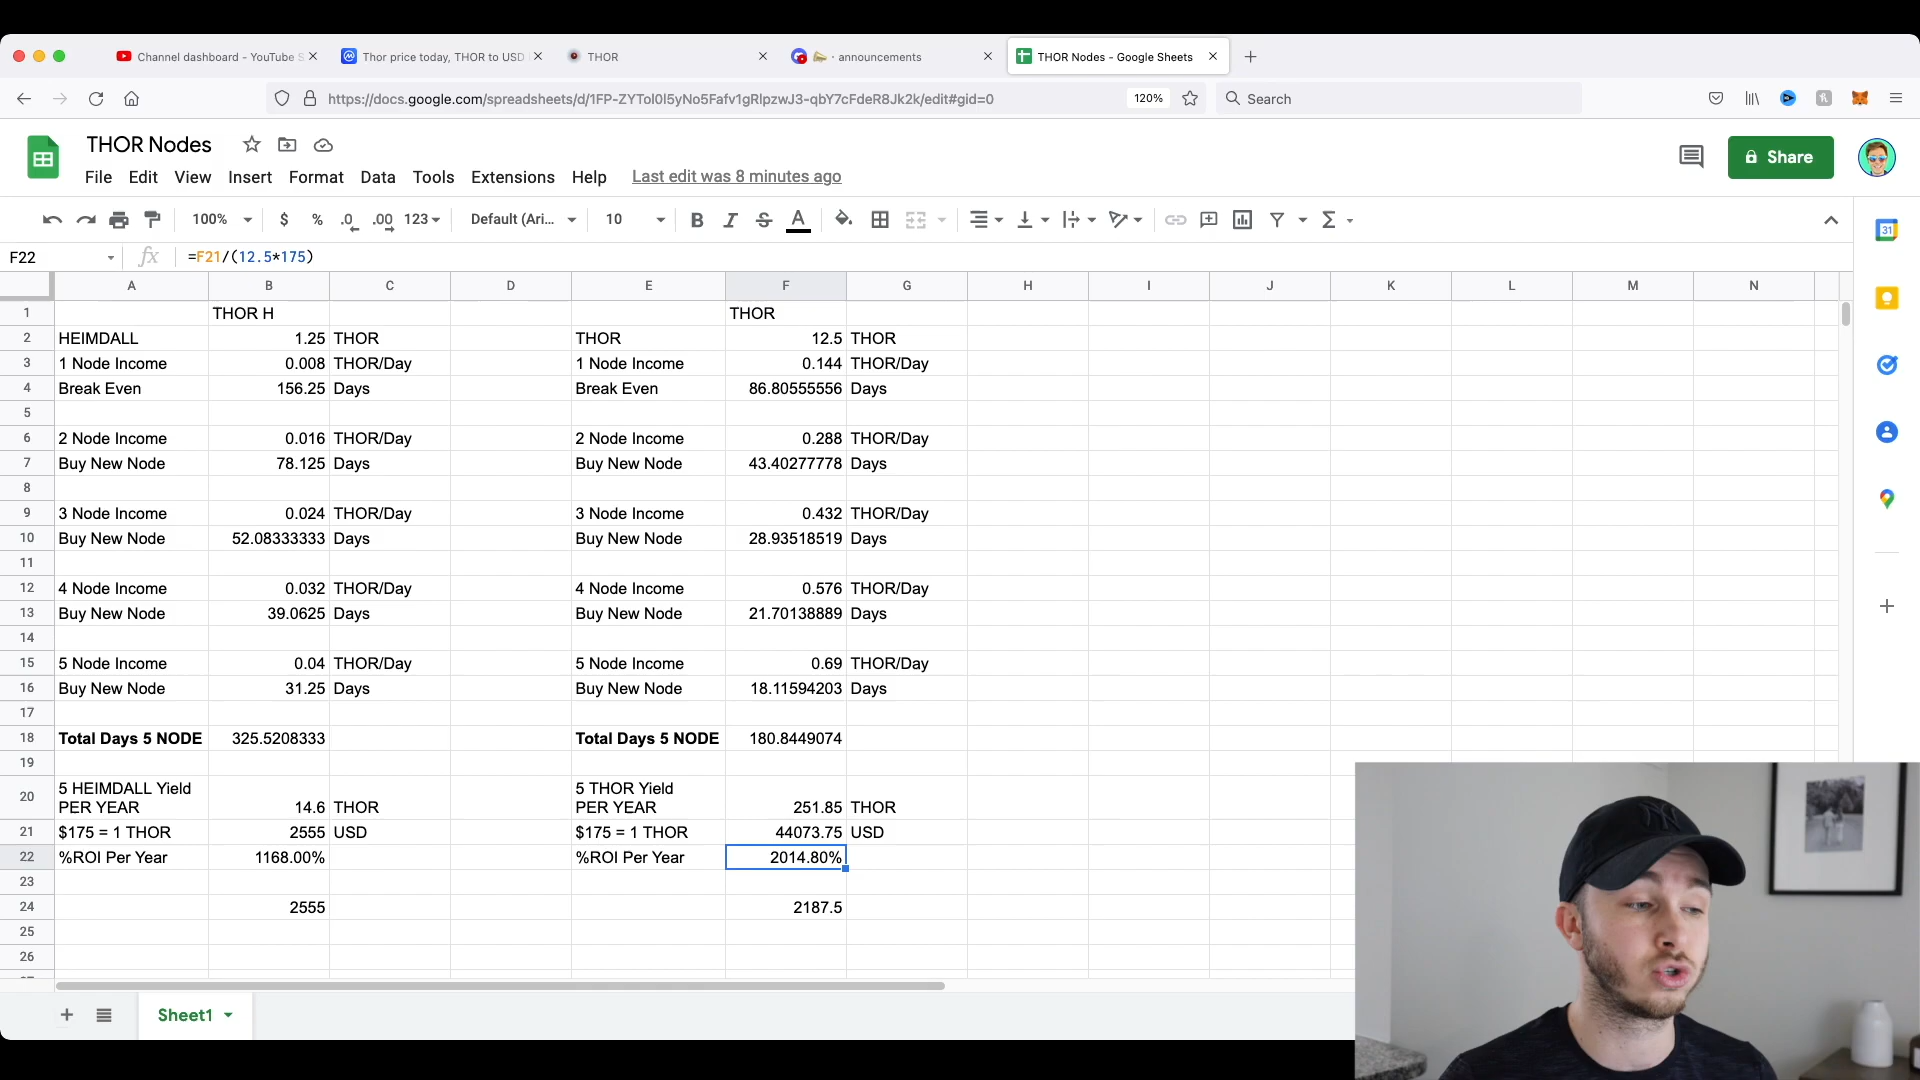 Channel dashboard - YouTube S
Thor price today, THOR to USD
THOR
· announcements
THOR Nodes - Google Sheets
https://docs.google.com/spreadsheets/d/1FP-ZYTol0l5yNo5Fafv1gRlpzwJ3-qbY7cFdeR8Jk2k/edit#gid=0
120%
Search
THOR Nodes
Share
File Edit View Insert Format Data Tools Extensions Help Last edit was 8 minutes ago
100% $ % .0 .00 123 Default (Ari... 10 B I S A Σ
31
F22 fx =F21/(12.5*175)
A B C D E F G H I J K L M N
1 THOR H THOR
2 HEIMDALL 1.25 THOR THOR 12.5 THOR
3 1 Node Income 0.008 THOR/Day 1 Node Income 0.144 THOR/Day
4 Break Even 156.25 Days Break Even 86.80555556 Days
5
6 2 Node Income 0.016 THOR/Day 2 Node Income 0.288 THOR/Day
7 Buy New Node 78.125 Days Buy New Node 43.40277778 Days
8
9 3 Node Income 0.024 THOR/Day 3 Node Income 0.432 THOR/Day
10 Buy New Node 52.08333333 Days Buy New Node 28.93518519 Days
11
12 4 Node Income 0.032 THOR/Day 4 Node Income 0.576 THOR/Day
13 Buy New Node 39.0625 Days Buy New Node 21.70138889 Days
14
15 5 Node Income 0.04 THOR/Day 5 Node Income 0.69 THOR/Day
16 Buy New Node 31.25 Days Buy New Node 18.11594203 Days
17
18 Total Days 5 NODE 325.5208333 Total Days 5 NODE 180.8449074
19
5 HEIMDALL Yield 5 THOR Yield
20 PER YEAR 14.6 THOR PER YEAR 251.85 THOR
21 $175 = 1 THOR 2555 USD $175 = 1 THOR 44073.75 USD
22 %ROI Per Year 1168.00% %ROI Per Year 2014.80%
23
24 2555 2187.5
25
26
Sheet1